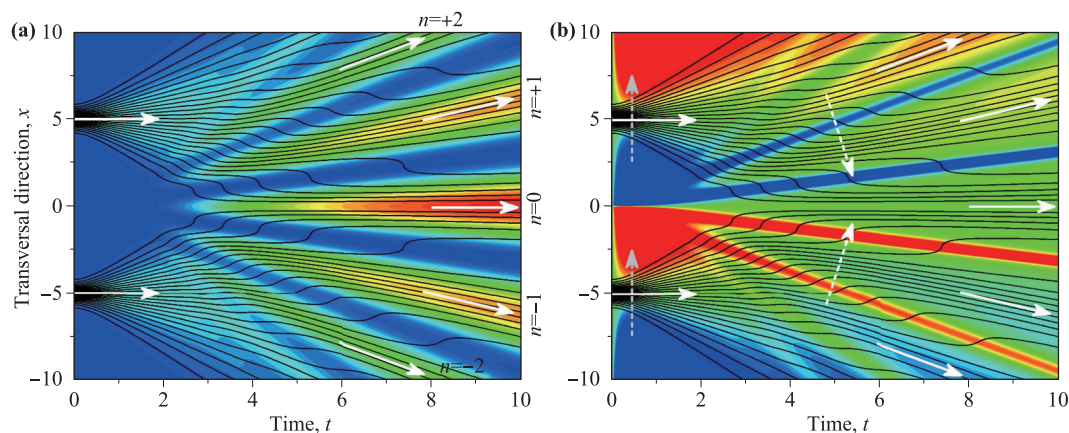 (a)
n=+2
10
5
0
−5
−10
Transversal direction, x
n=+1
n=0
n=−1
n=−2
0
2
4
6
8
10
Time, t
(b)
10
5
0
−5
−10
0
2
4
6
8
10
Time, t